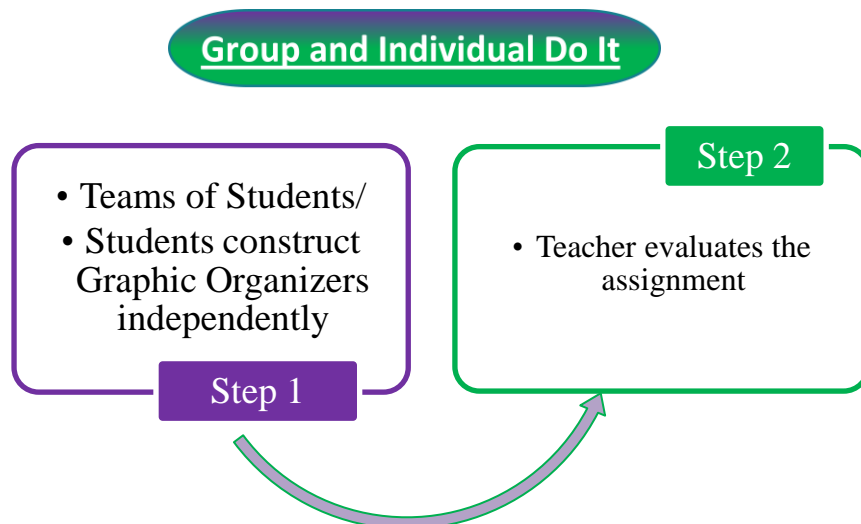 Group and Individual Do It
• Teams of Students/
• Students construct
Graphic Organizers
independently
Step 1
Step 2
• Teacher evaluates the
assignment